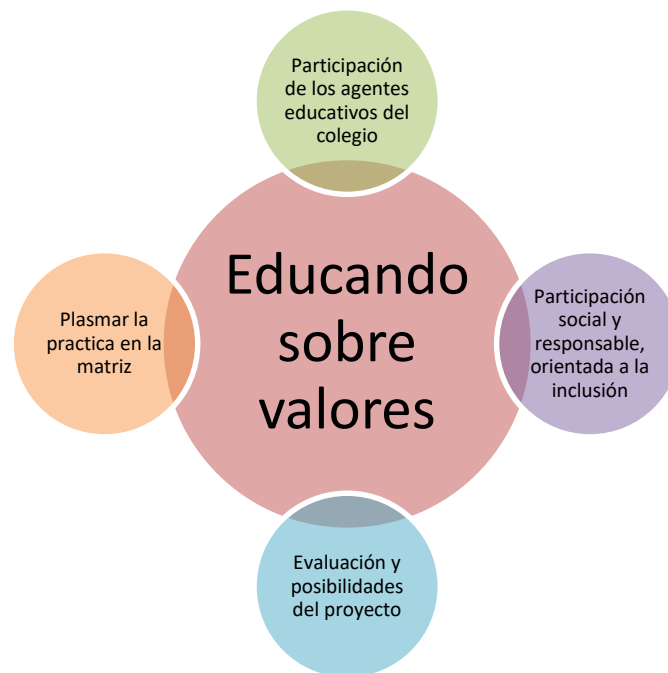 Participación
de los agentes
educativos del
colegio
Educando
sobre
valores
Participación
social y
responsable,
orientada a la
inclusión
Evaluación y
posibilidades
del proyecto
Plasmar la
practica en la
matriz